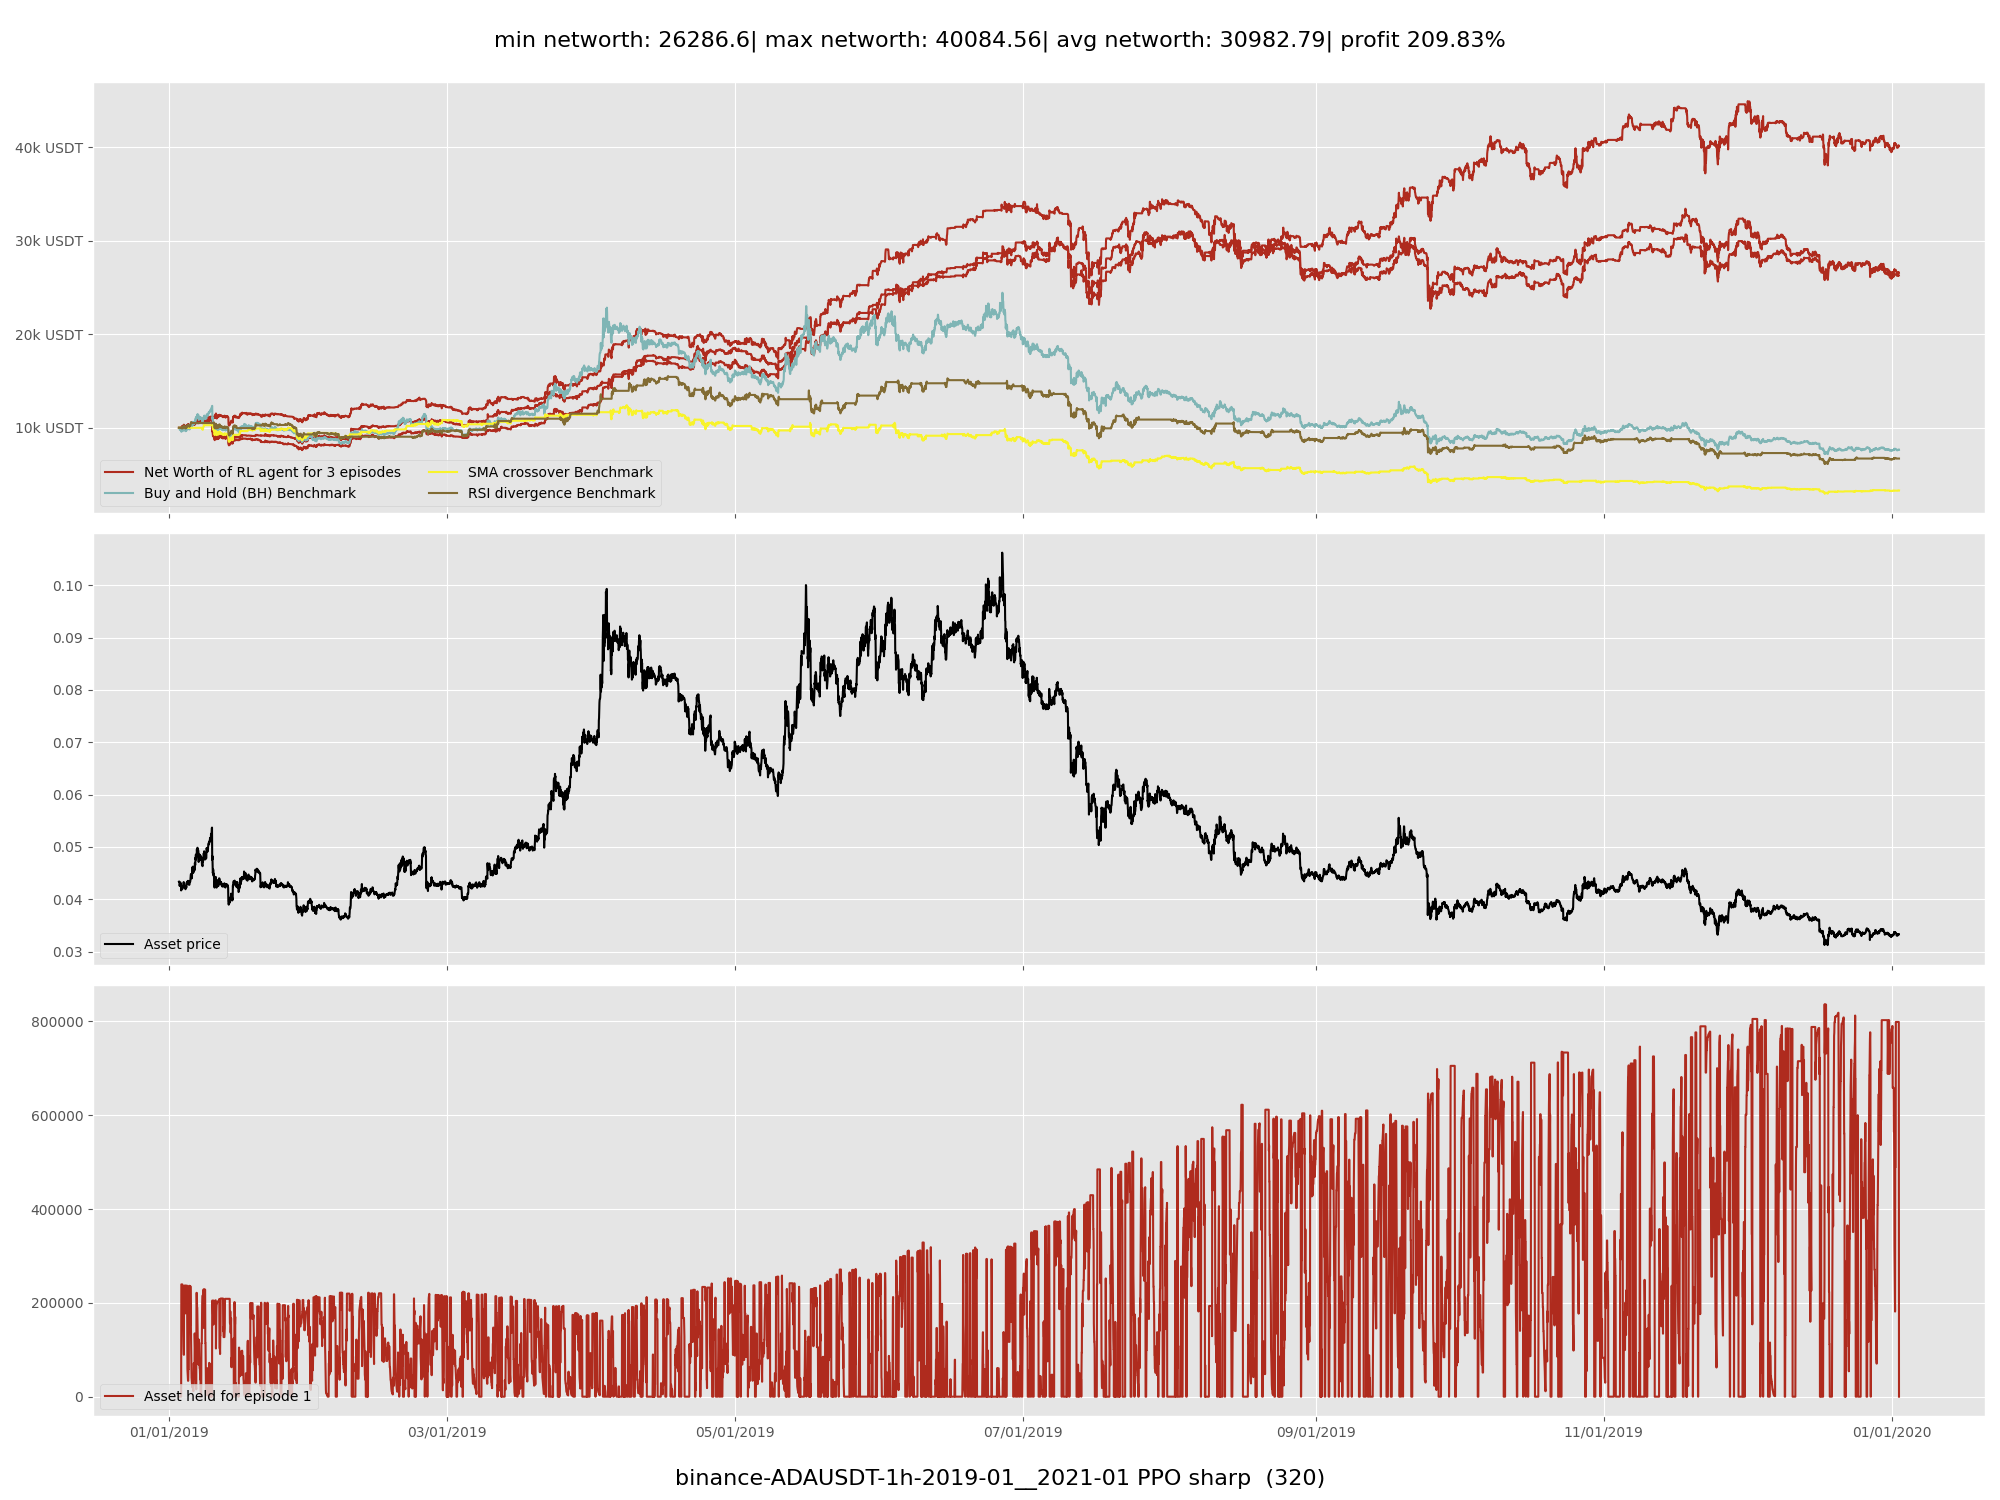 min networth: 26286.6| max networth: 40084.56| avg networth: 30982.79| profit 209.83%
40k USDT
30k USDT
20k USDT
10k USDT
Net Worth of RL agent for 3 episodes
Buy and Hold (BH) Benchmark
SMA crossover Benchmark
RSI divergence Benchmark
0.10
0.09
0.08
0.07
0.06
0.05
0.04
0.03
Asset price
800000
600000
400000
200000
0
Asset held for episode 1
01/01/2019 03/01/2019 05/01/2019 07/01/2019 09/01/2019 11/01/2019 01/01/2020
binance-ADAUSDT-1h-2019-01__2021-01 PPO sharp  (320)